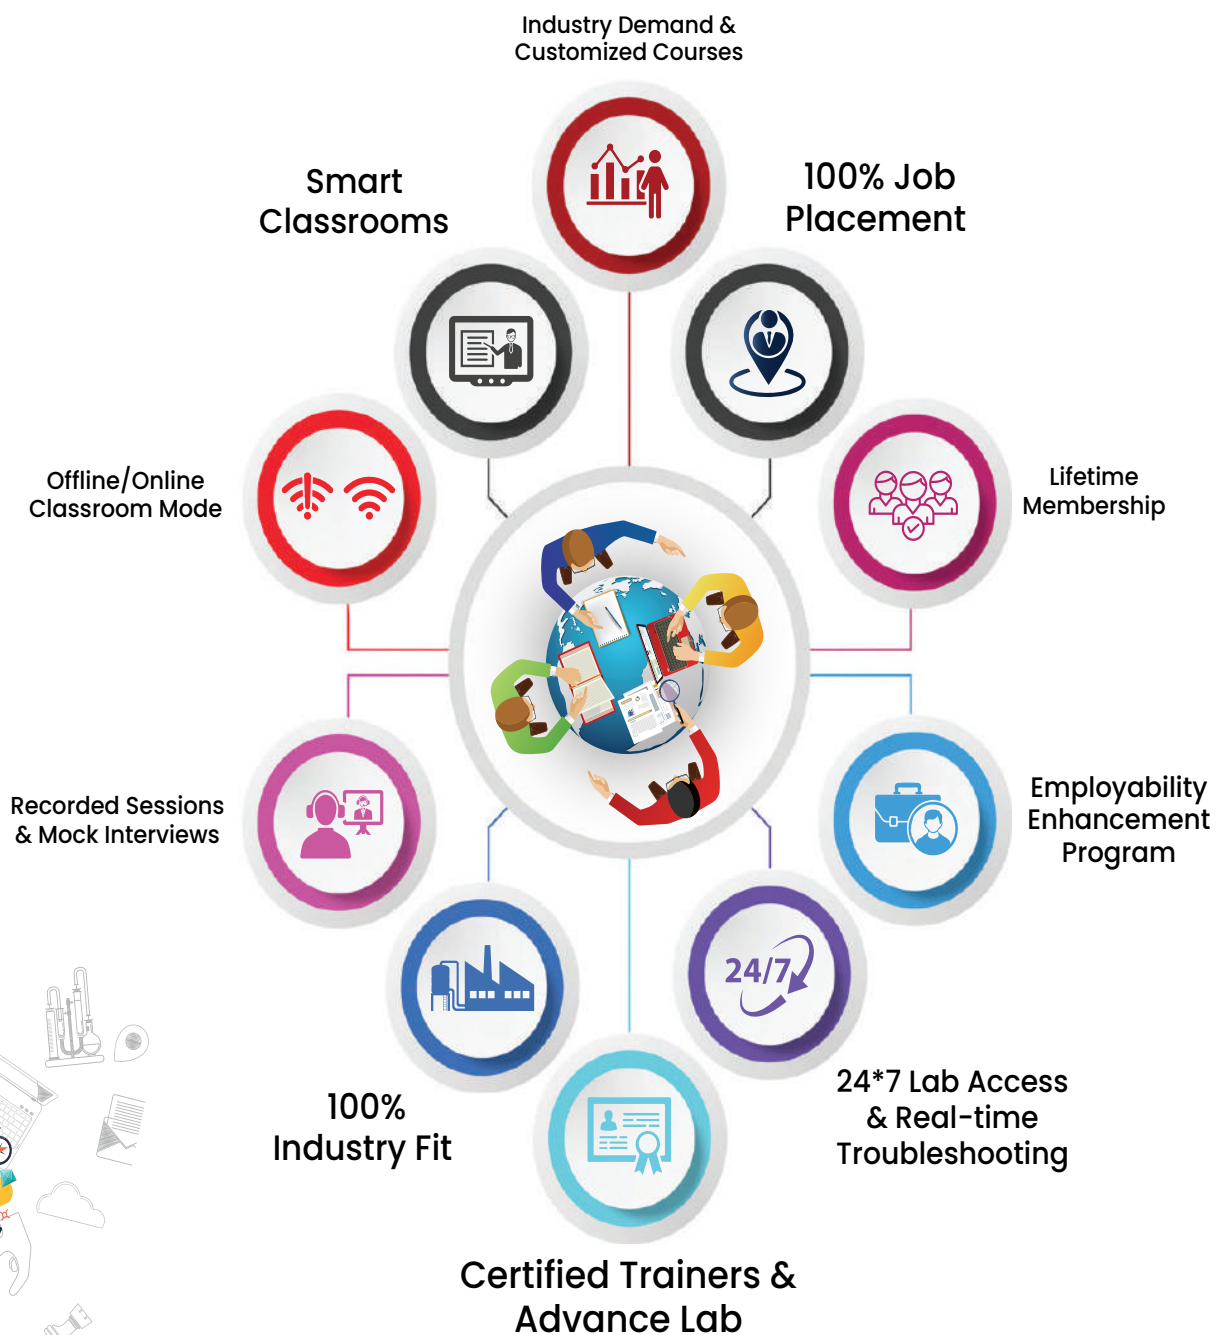 Industry Demand &
Customized Courses
Smart
Classrooms
100% Job
Placement
Offline/Online
Classroom Mode
Lifetime
Membership
Recorded Sessions
& Mock Interviews
Employability
Enhancement
Program
24/7
100%
Industry Fit
24*7 Lab Access
& Real-time
Troubleshooting
Certified Trainers &
Advance Lab